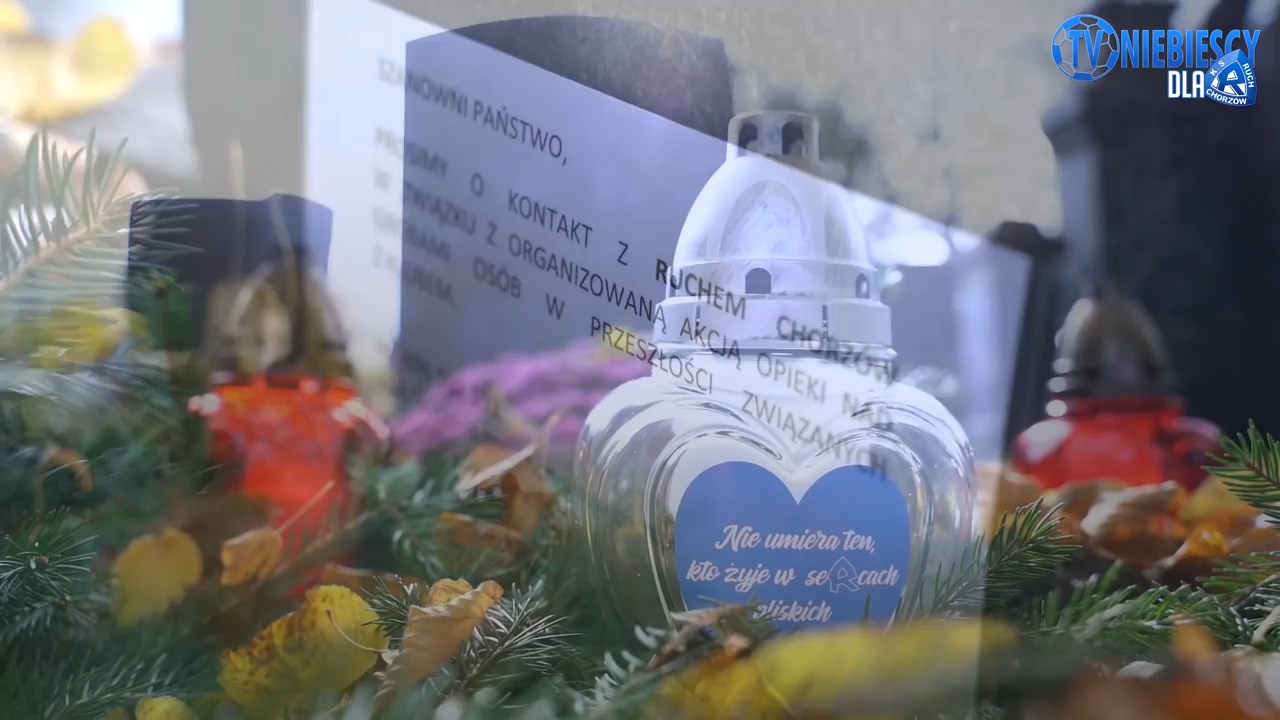 TV NIEBIESCY
DLA
K S RUCH CHORZÓW
SZANOWNI PAŃSTWO,
PROSIMY O KONTAKT Z RUCHEM CHORZÓW
W ZWIĄZKU Z ORGANIZOWANĄ AKCJĄ OPIEKI NAD
GROBAMI OSÓB W PRZESZŁOŚCI ZWIĄZANYCH
Z KLUBEM.
Nie umiera ten,
kto żyje w seRcach
bliskich